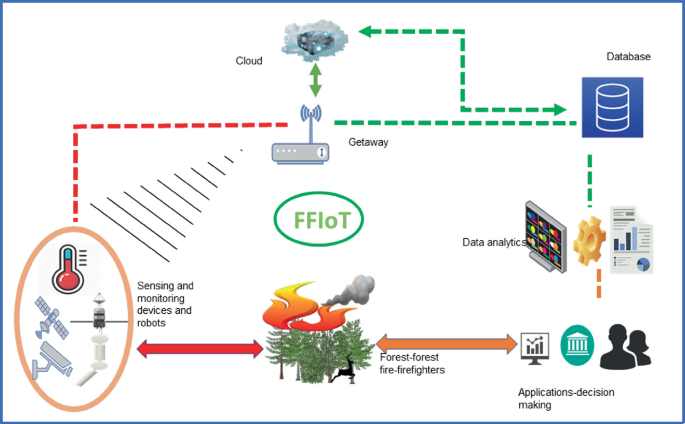 Cloud
Database
Getaway
FFIoT
Data analytics
Sensing and
monitoring
devices and
robots
Forest-forest
fire-firefighters
Applications-decision
making